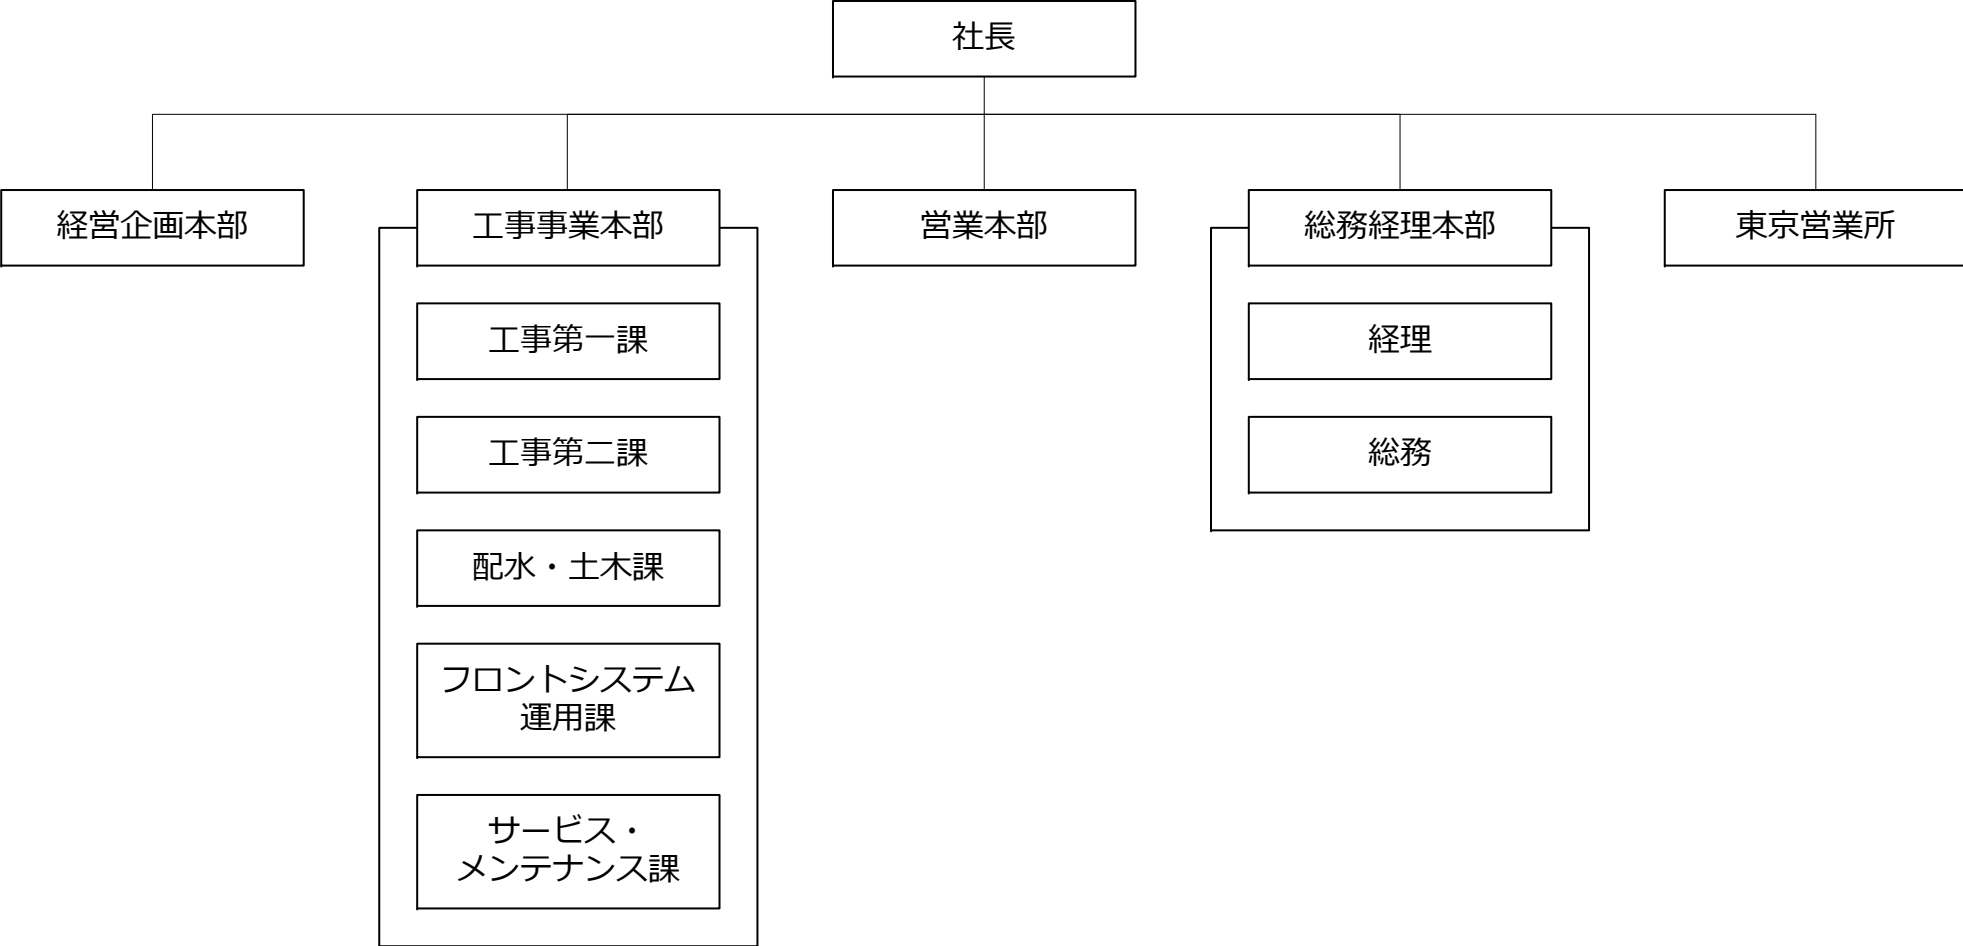 社長
経営企画本部
工事事業本部
営業本部
総務経理本部
東京営業所
工事第一課
経理
工事第二課
総務
配水・土木課
フロントシステム
運用課
サービス・
メンテナンス課